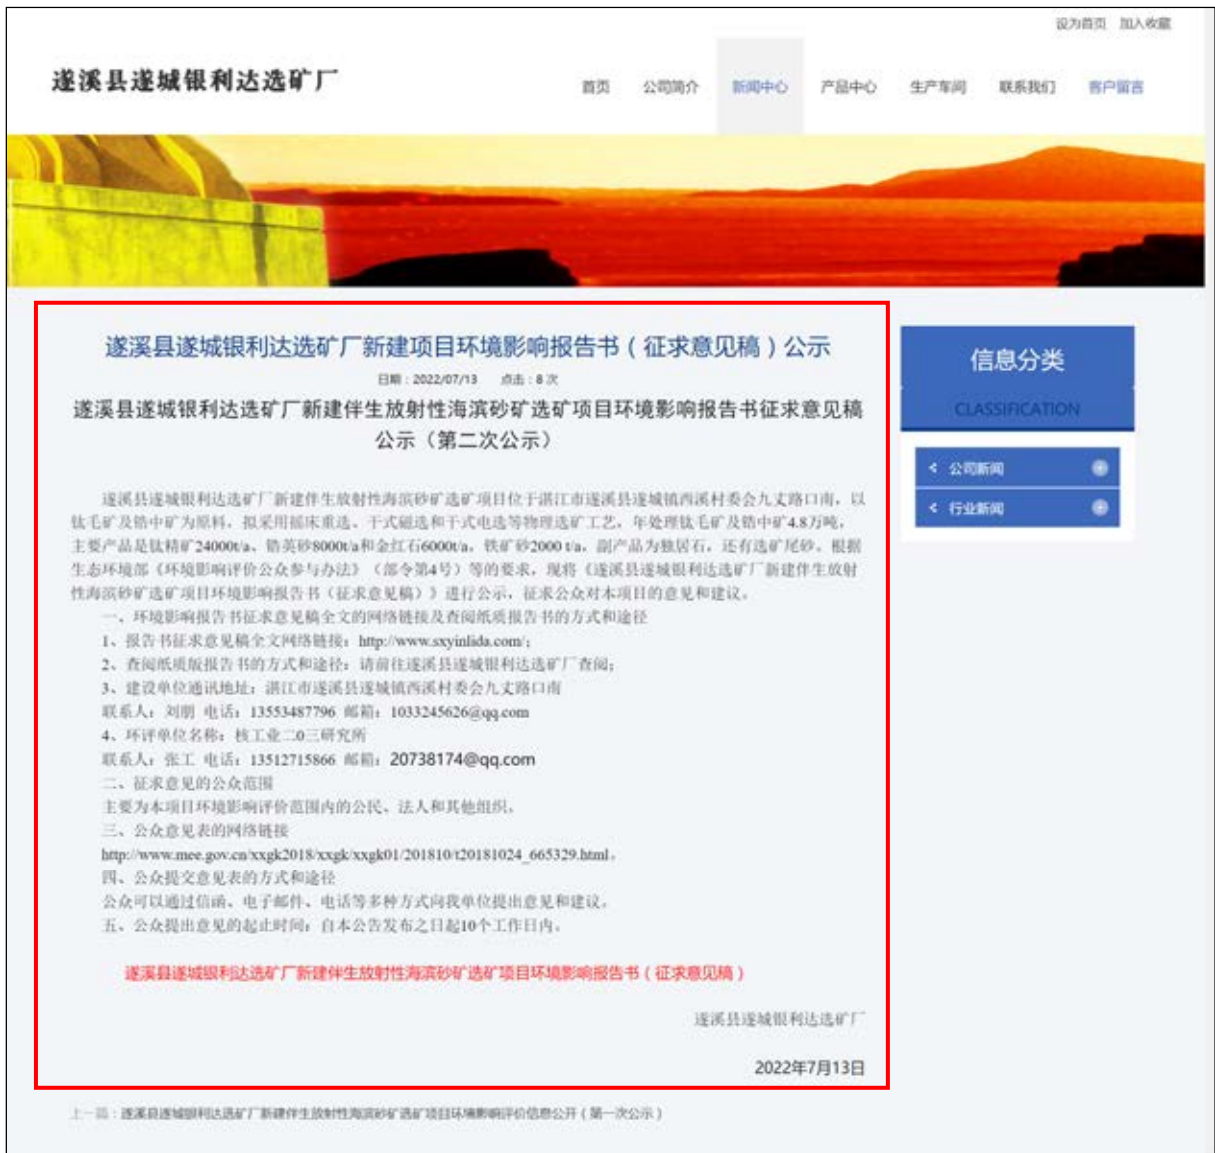 设为首页 加入收藏
遂溪县遂城银利达选矿厂
首页 公司简介 新闻中心 产品中心 生产车间 联系我们 客户留言
遂溪县遂城银利达选矿厂新建项目环境影响报告书（征求意见稿）公示
日期：2022/07/13 点击：8 次
遂溪县遂城银利达选矿厂新建伴生放射性海滨砂矿选矿项目环境影响报告书征求意见稿
公示（第二次公示）
遂溪县遂城银利达选矿厂新建伴生放射性海滨砂矿选矿项目位于湛江市遂溪县遂城镇西溪村委会九丈路口南，以
钛毛矿及锆中矿为原料，拟采用摇床重选、干式磁选和干式电选等物理选矿工艺，年处理钛毛矿及锆中矿4.8万吨，
主要产品是钛精矿24000t/a、锆英砂8000t/a和金红石6000t/a，铁矿砂2000 t/a，副产品为独居石，还有选矿尾砂。根据
生态环境部《环境影响评价公众参与办法》（部令第4号）等的要求，现将《遂溪县遂城银利达选矿厂新建伴生放射
性海滨砂矿选矿项目环境影响报告书（征求意见稿）》进行公示，征求公众对本项目的意见和建议。
一、环境影响报告书征求意见稿全文的网络链接及查阅纸质报告书的方式和途径
1、报告书征求意见稿全文网络链接：http://www.sxyinlida.com/;
2、查阅纸质版报告书的方式和途径：请前往遂溪县遂城银利达选矿厂查阅;
3、建设单位通讯地址：湛江市遂溪县遂城镇西溪村委会九丈路口南
联系人：刘朋 电话：13553487796 邮箱：1033245626@qq.com
4、环评单位名称：核工业二0三研究所
联系人：张工 电话：13512715866 邮箱：20738174@qq.com
二、征求意见的公众范围
主要为本项目环境影响评价范围内的公民、法人和其他组织。
三、公众意见表的网络链接
http://www.mee.gov.cn/xxgk2018/xxgk/xxgk01/201810/t20181024_665329.html。
四、公众提交意见表的方式和途径
公众可以通过信函、电子邮件、电话等多种方式向我单位提出意见和建议。
五、公众提出意见的起止时间：自本公告发布之日起10个工作日内。
遂溪县遂城银利达选矿厂新建伴生放射性海滨砂矿选矿项目环境影响报告书（征求意见稿）
遂溪县遂城银利达选矿厂
2022年7月13日
上一篇：遂溪县遂城银利达选矿厂新建伴生放射性海滨砂矿选矿项目环境影响评价信息公开（第一次公示）
信息分类
CLASSIFICATION
< 公司新闻
< 行业新闻